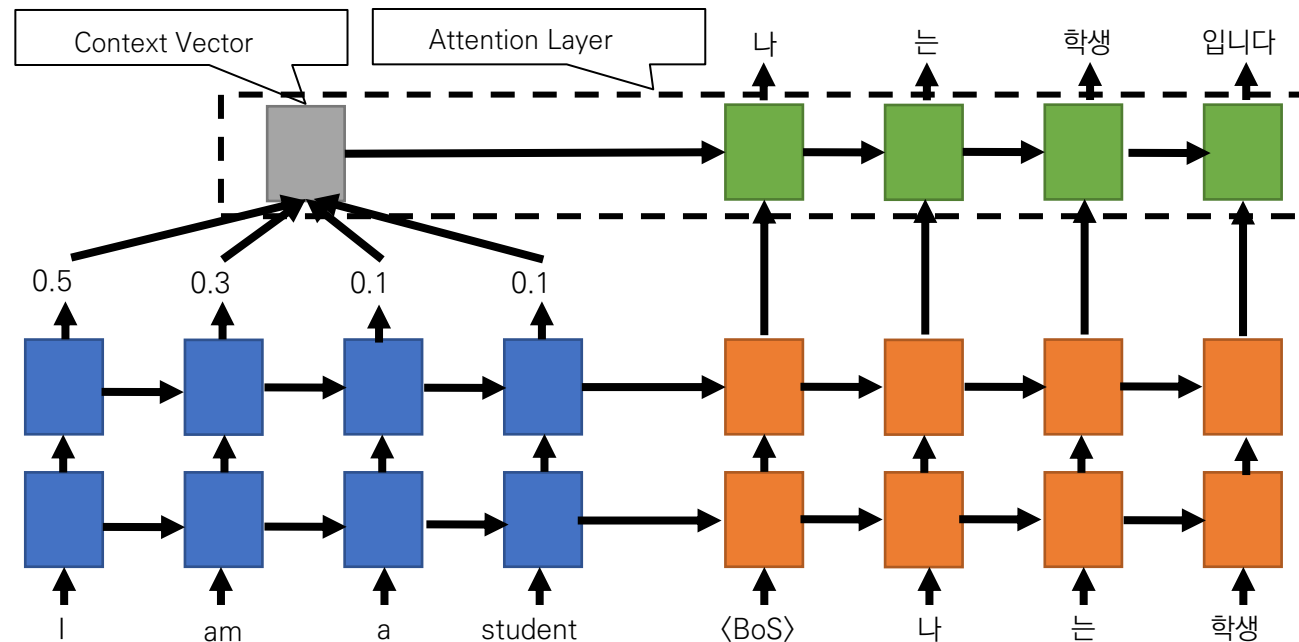 Context Vector
Attention Layer
나 는 학생 입니다
0.5 0.3 0.1 0.1
I am a student 〈BoS〉 나 는 학생